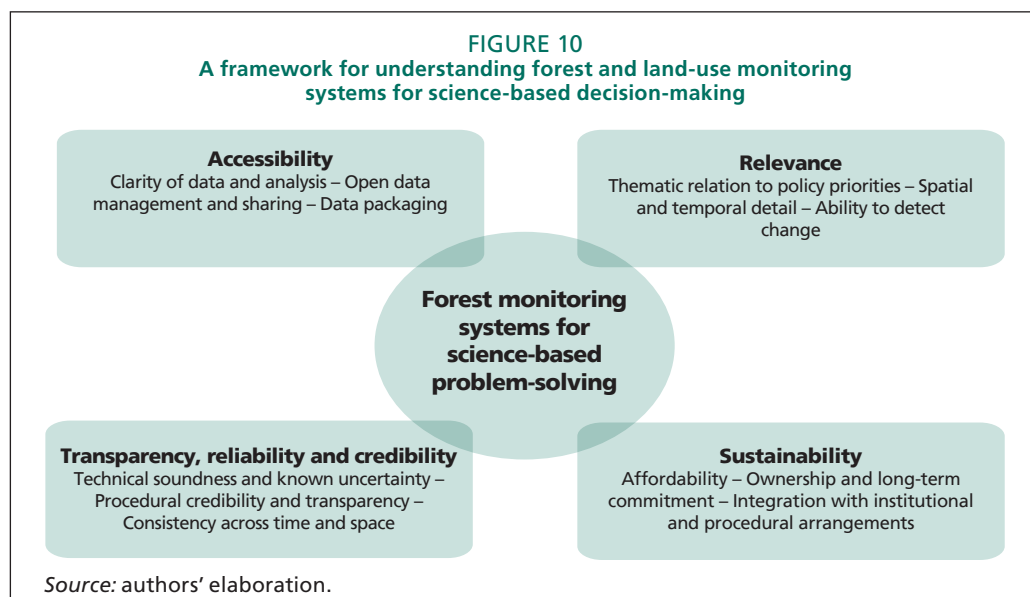 FIGURE 10
A framework for understanding forest and land-use monitoring
systems for science-based decision-making
Accessibility
Clarity of data and analysis – Open data
management and sharing – Data packaging
Relevance
Thematic relation to policy priorities – Spatial
and temporal detail – Ability to detect
change
Forest monitoring
systems for
science-based
problem-solving
Transparency, reliability and credibility
Technical soundness and known uncertainty –
Procedural credibility and transparency –
Consistency across time and space
Sustainability
Affordability – Ownership and long-term
commitment – Integration with institutional
and procedural arrangements
Source: authors’ elaboration.